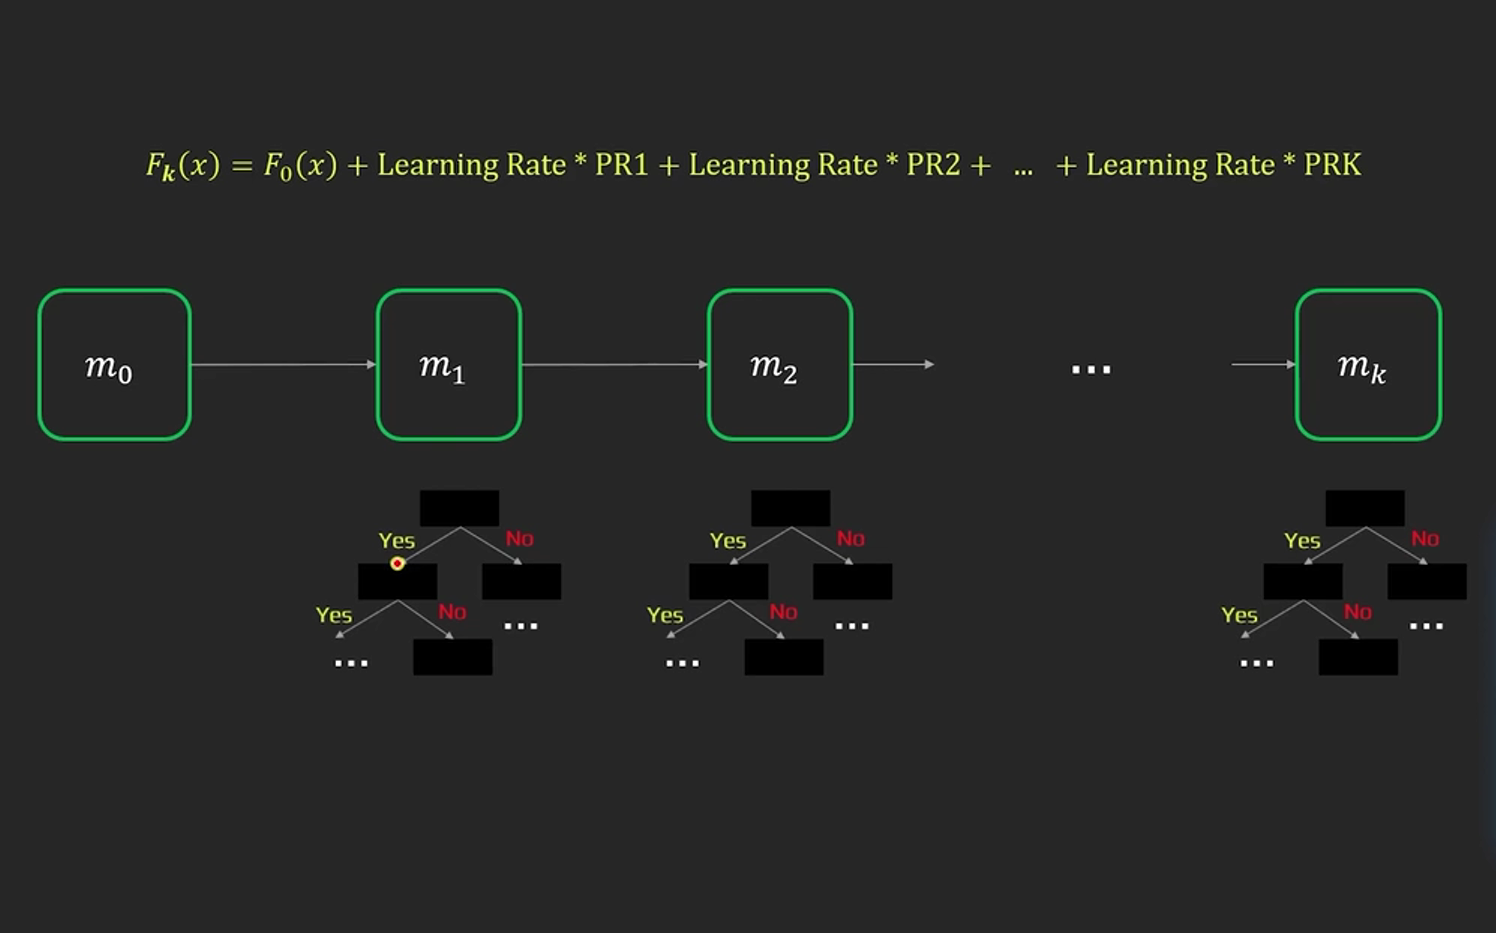 F_k(x) = F_0(x) + Learning Rate * PR1 + Learning Rate * PR2 + ... + Learning Rate * PRK
m_0 m_1 m_2 ... m_k
Yes No Yes No Yes No
Yes No ... Yes No ... Yes No ...
... ... ...